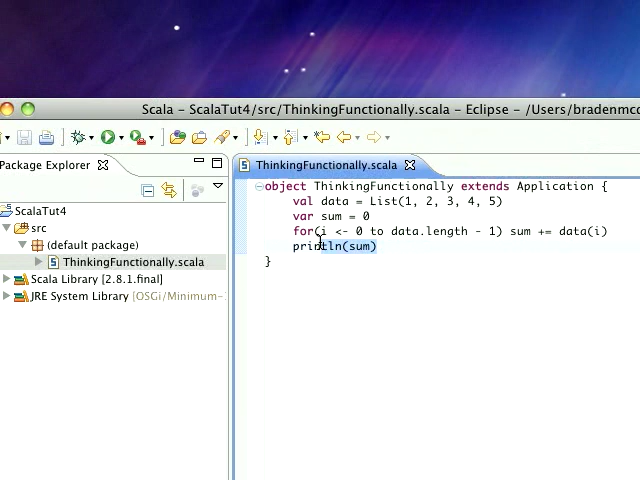 Scala – ScalaTut4/src/ThinkingFunctionally.scala – Eclipse – /Users/bradenmcc
Package Explorer
ThinkingFunctionally.scala
ScalaTut4
src
(default package)
ThinkingFunctionally.scala
Scala Library [2.8.1.final]
JRE System Library [OSGi/Minimum-1
object ThinkingFunctionally extends Application {
val data = List(1, 2, 3, 4, 5)
var sum = 0
for(i <- 0 to data.length - 1) sum += data(i)
println(sum)
}